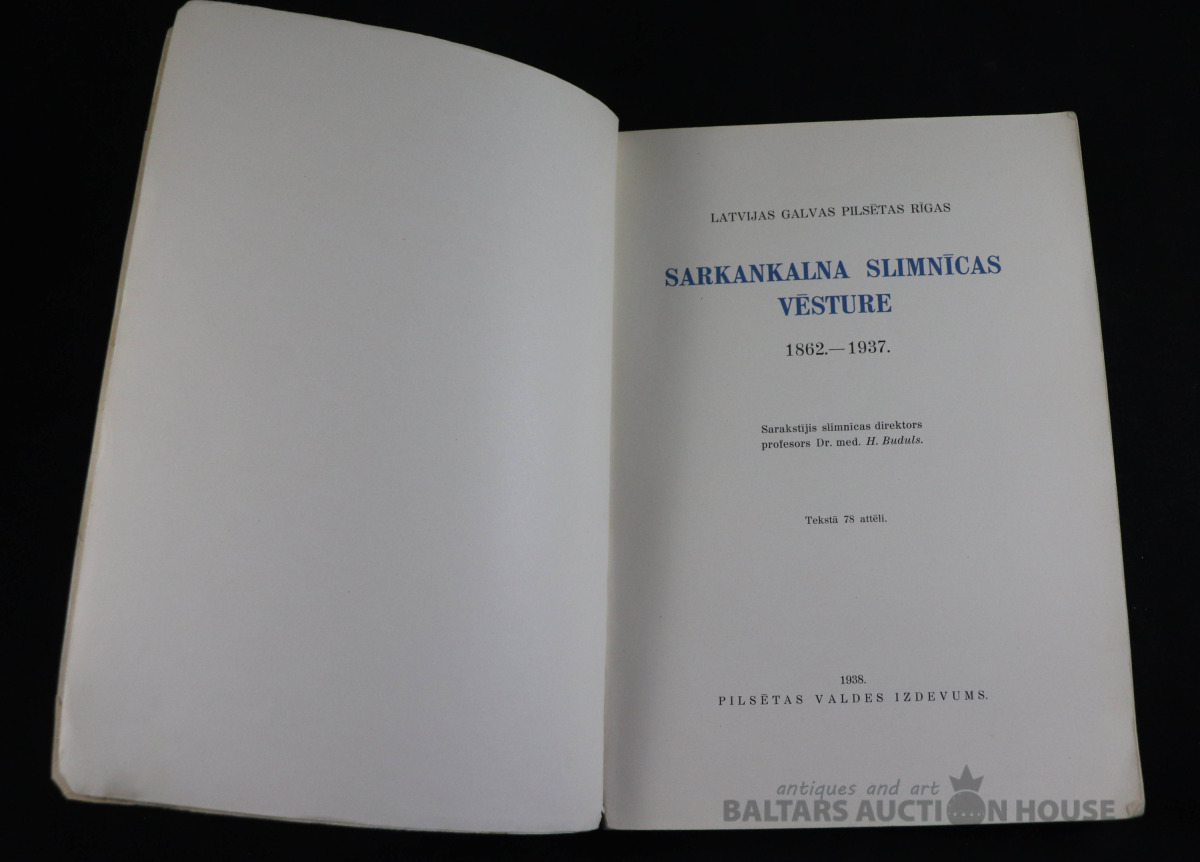 LATVIJAS GALVAS PILSĒTAS RĪGAS
SARKANKALNA SLIMNĪCAS
VĒSTURE
1862.—1937.
Sarakstījis slimnīcas direktors
profesors Dr. med. H. Buduls.
Tekstā 78 attēli.
1938.
PILSĒTAS VALDES IZDEVUMS.
antiques and art
BALTARS AUCTION HOUSE